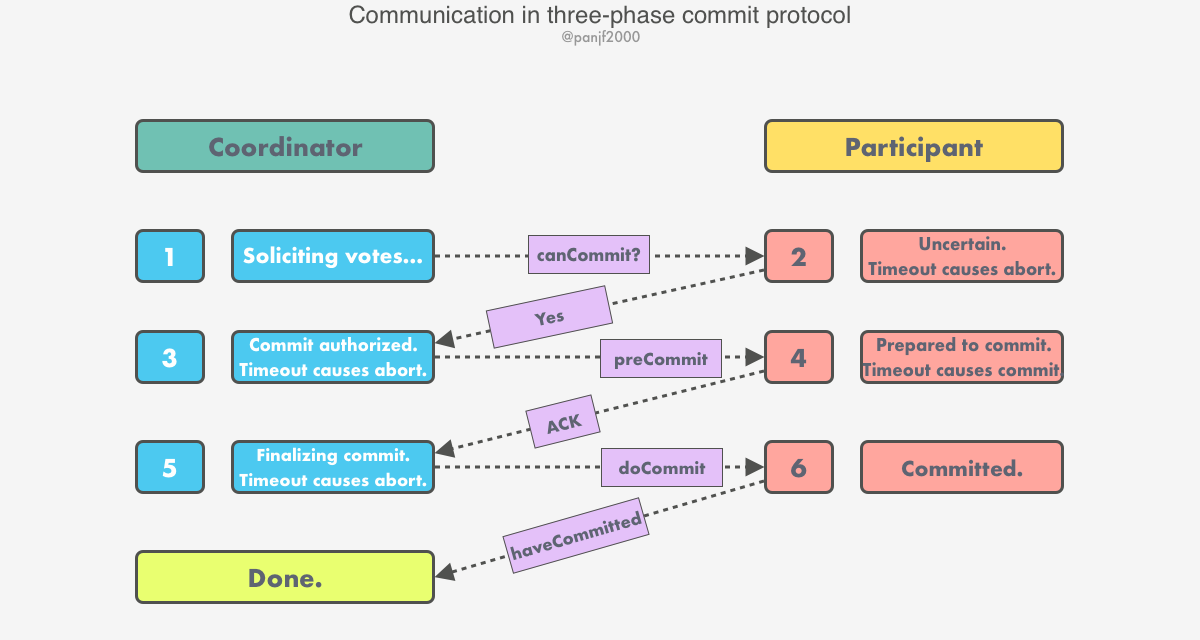 Communication in three-phase commit protocol
@panjf2000
Coordinator
Participant
1
Soliciting votes...
canCommit?
2
Uncertain.
Timeout causes abort.
Yes
3
Commit authorized.
Timeout causes abort.
preCommit
4
Prepared to commit.
Timeout causes commit
ACK
5
Finalizing commit.
Timeout causes abort.
doCommit
6
Committed.
haveCommitted
Done.